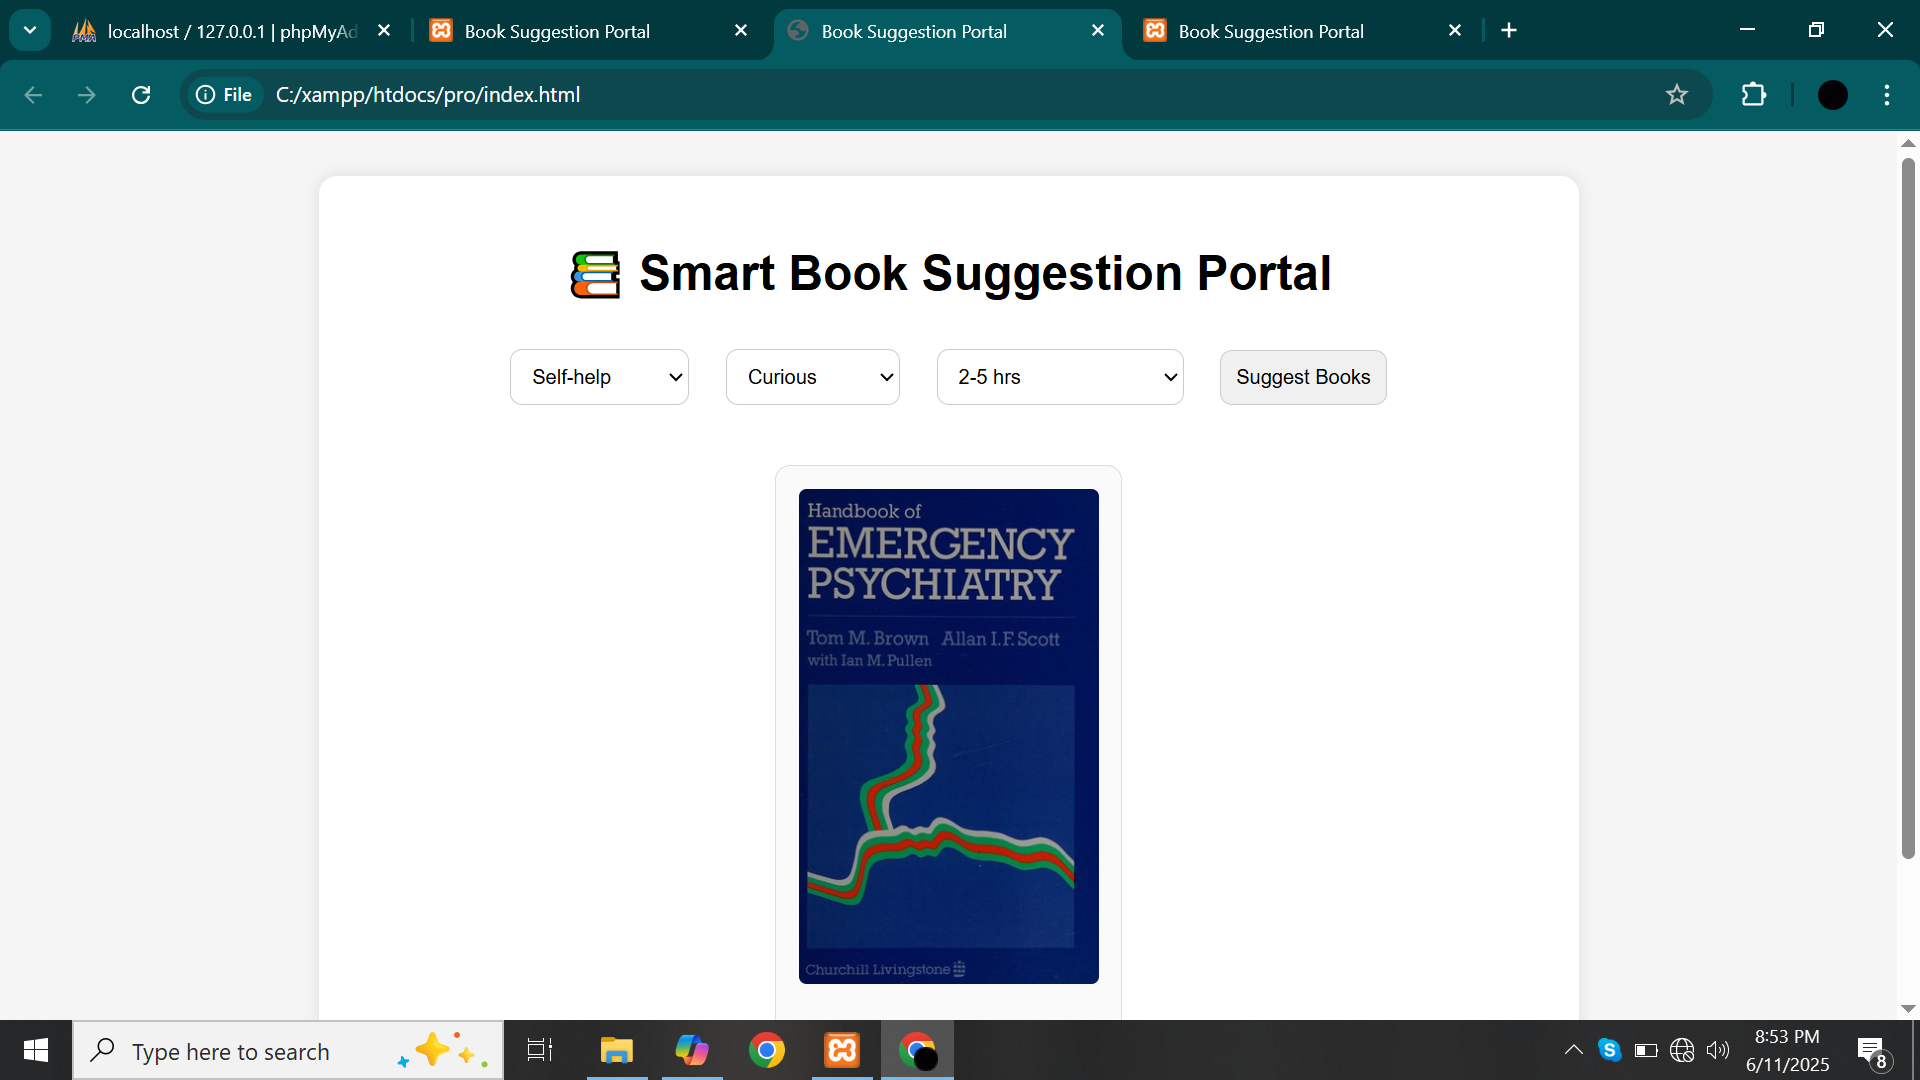 localhost / 127.0.0.1 | phpMyAd
Book Suggestion Portal
Book Suggestion Portal
Book Suggestion Portal
File
C:/xampp/htdocs/pro/index.html
Smart Book Suggestion Portal
Self-help
Curious
2-5 hrs
Suggest Books
Handbook of
EMERGENCY
PSYCHIATRY
Tom M. Brown Allan I.F. Scott
with Ian M. Pullen
Churchill Livingstone
Type here to search
8:53 PM
6/11/2025
8